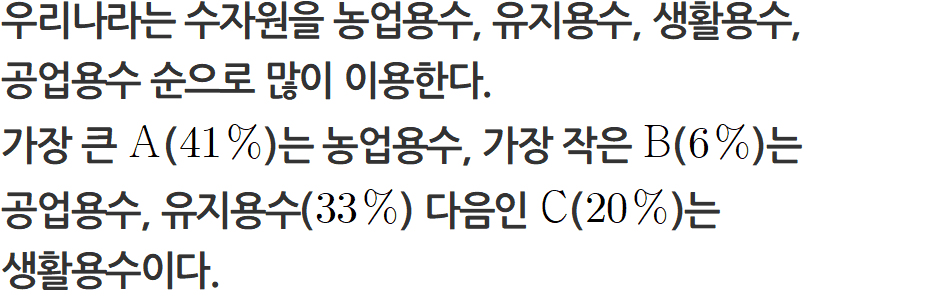 우리나라는 수자원을 농업용수, 유지용수, 생활용수,
공업용수 순으로 많이 이용한다.
가장 큰 A(41%)는 농업용수, 가장 작은 B(6%)는
공업용수, 유지용수(33%) 다음인 C(20%)는
생활용수이다.